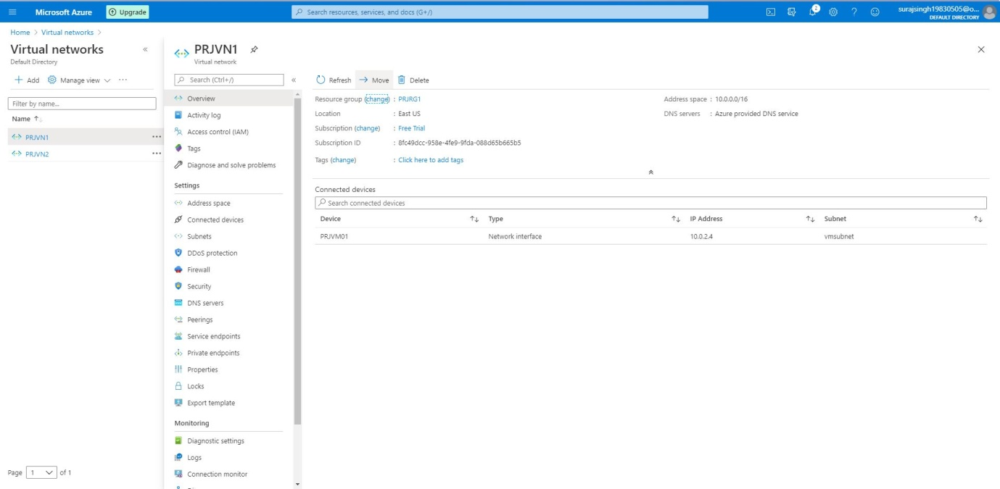 Microsoft Azure
Upgrade
Search resources, services, and docs (G+/)
2
surajsingh19830505@o...
DEFAULT DIRECTORY
Home > Virtual networks >
Virtual networks
Default Directory
Add
Manage view
Filter by name...
Name
PRJVN1
PRJVN2
Page 1 of 1
PRJVN1
Virtual network
Search (Ctrl+/)
Overview
Activity log
Access control (IAM)
Tags
Diagnose and solve problems
Settings
Address space
Connected devices
Subnets
DDoS protection
Firewall
Security
DNS servers
Peerings
Service endpoints
Private endpoints
Properties
Locks
Export template
Monitoring
Diagnostic settings
Logs
Connection monitor
Refresh
Move
Delete
Resource group (change) : PRJRG1
Location : East US
Subscription (change) : Free Trial
Subscription ID : 8fc49dcc-958e-4fe9-9fda-088d65b665b5
Tags (change) : Click here to add tags
Address space : 10.0.0.0/16
DNS servers : Azure provided DNS service
Connected devices
Search connected devices
Device Type IP Address Subnet
PRJVM01 Network interface 10.0.2.4 vmsubnet